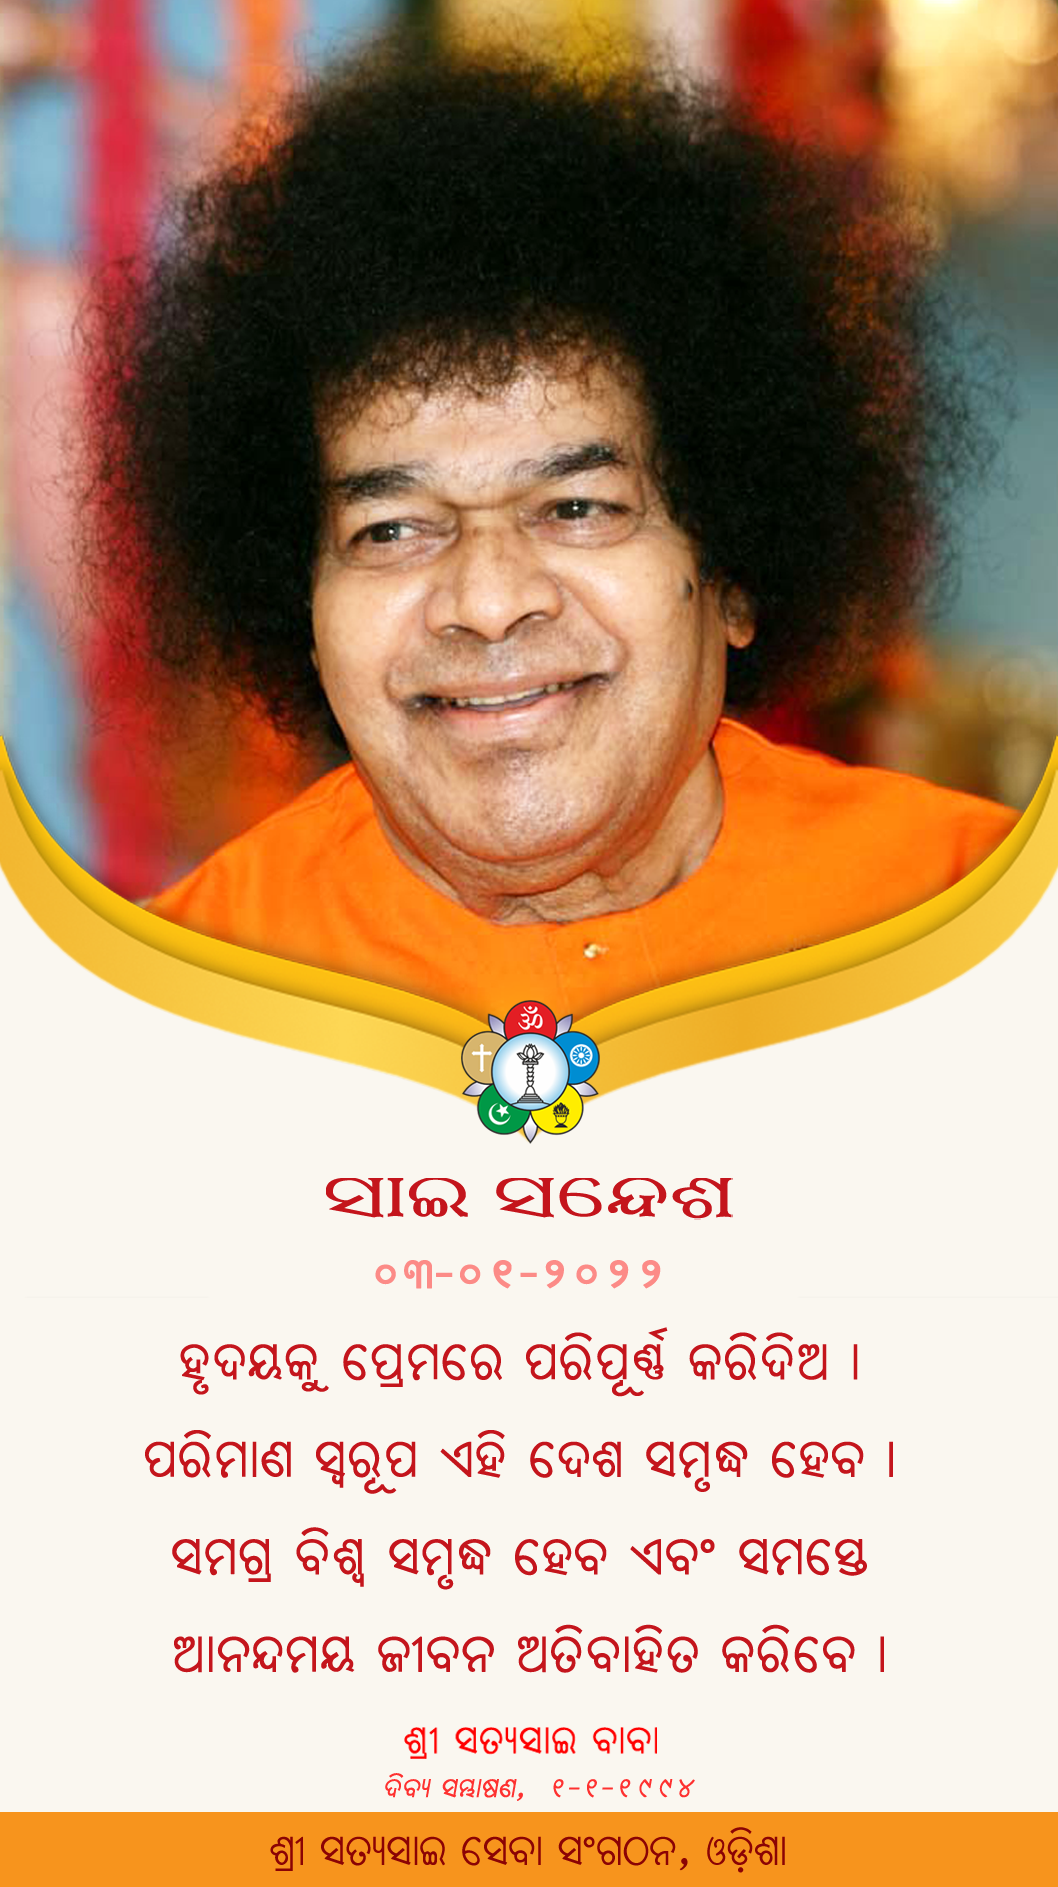 ॐ
ସାଇ ସନ୍ଦେଶ
୦୩-୦୧-୨୦୨୨
ହୃଦୟକୁ ପ୍ରେମରେ ପରିପୂର୍ଣ୍ଣ କରିଦିଅ ।
ପରିମାଣ ସ୍ୱରୂପ ଏହି ଦେଶ ସମୃଦ୍ଧ ହେବ ।
ସମଗ୍ର ବିଶ୍ୱ ସମୃଦ୍ଧ ହେବ ଏବଂ ସମସ୍ତେ
ଆନନ୍ଦମୟ ଜୀବନ ଅତିବାହିତ କରିବେ ।
ଶ୍ରୀ ସତ୍ୟସାଇ ବାବା
ଦିବ୍ୟ ସମ୍ଭାଷଣ, ୧-୧-୧୯୯୪
ଶ୍ରୀ ସତ୍ୟସାଇ ସେବା ସଂଗଠନ, ଓଡ଼ିଶା